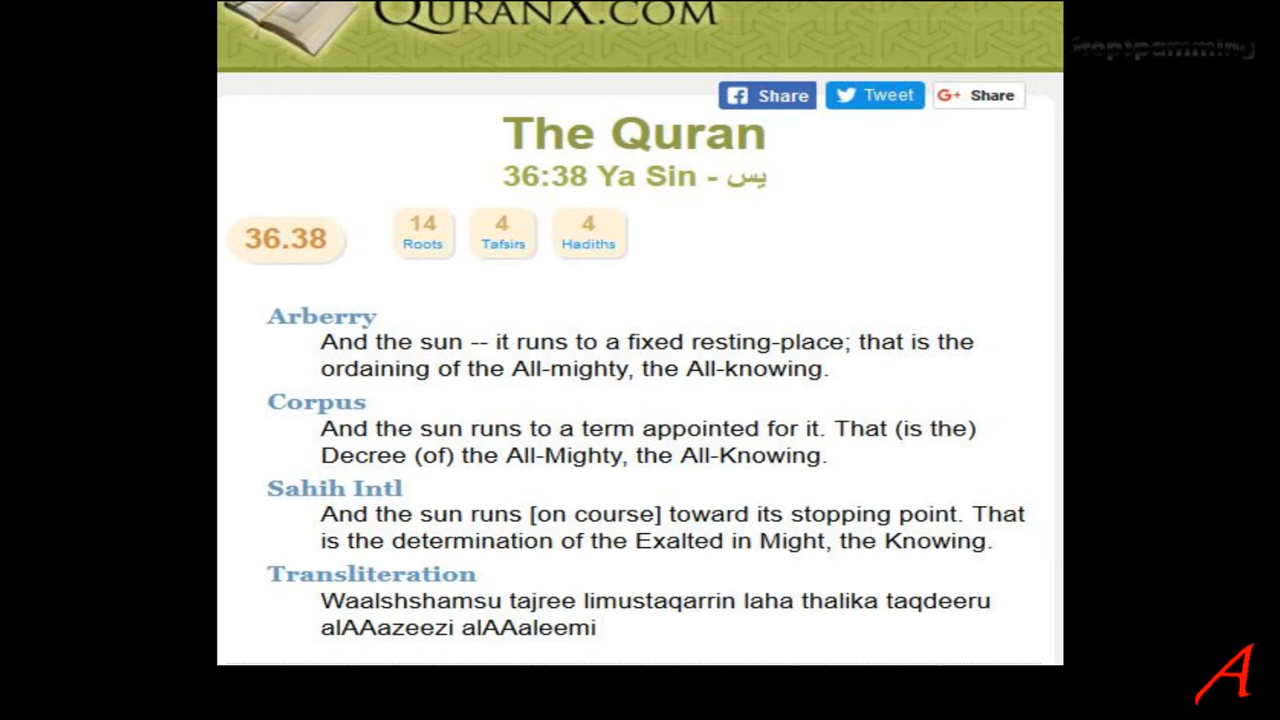 QURANX.COM
StopSpamming
Share
Tweet
G+ Share
The Quran
36:38 Ya Sin - يس
36.38
14
Roots
4
Tafsirs
4
Hadiths
Arberry
And the sun -- it runs to a fixed resting-place; that is the
ordaining of the All-mighty, the All-knowing.
Corpus
And the sun runs to a term appointed for it. That (is the)
Decree (of) the All-Mighty, the All-Knowing.
Sahih Intl
And the sun runs [on course] toward its stopping point. That
is the determination of the Exalted in Might, the Knowing.
Transliteration
Waalshshamsu tajree limustaqarrin laha thalika taqdeeru
alAAazeezi alAAaleemi
A